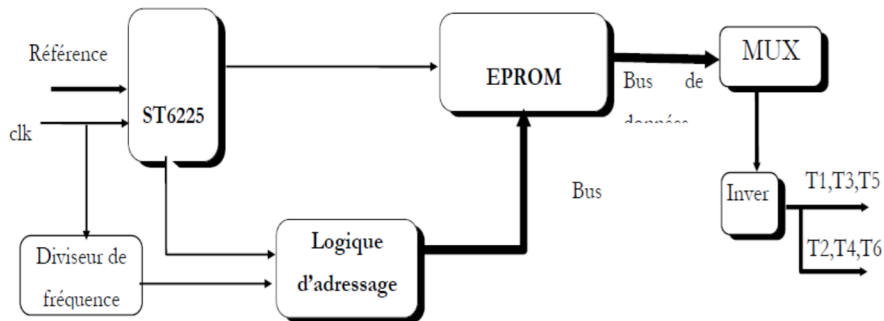 Référence
clk
ST6225
EPROM
Bus de
données
MUX
Inver
T1,T3,T5
T2,T4,T6
Bus
Logique
d'adressage
Diviseur de
fréquence